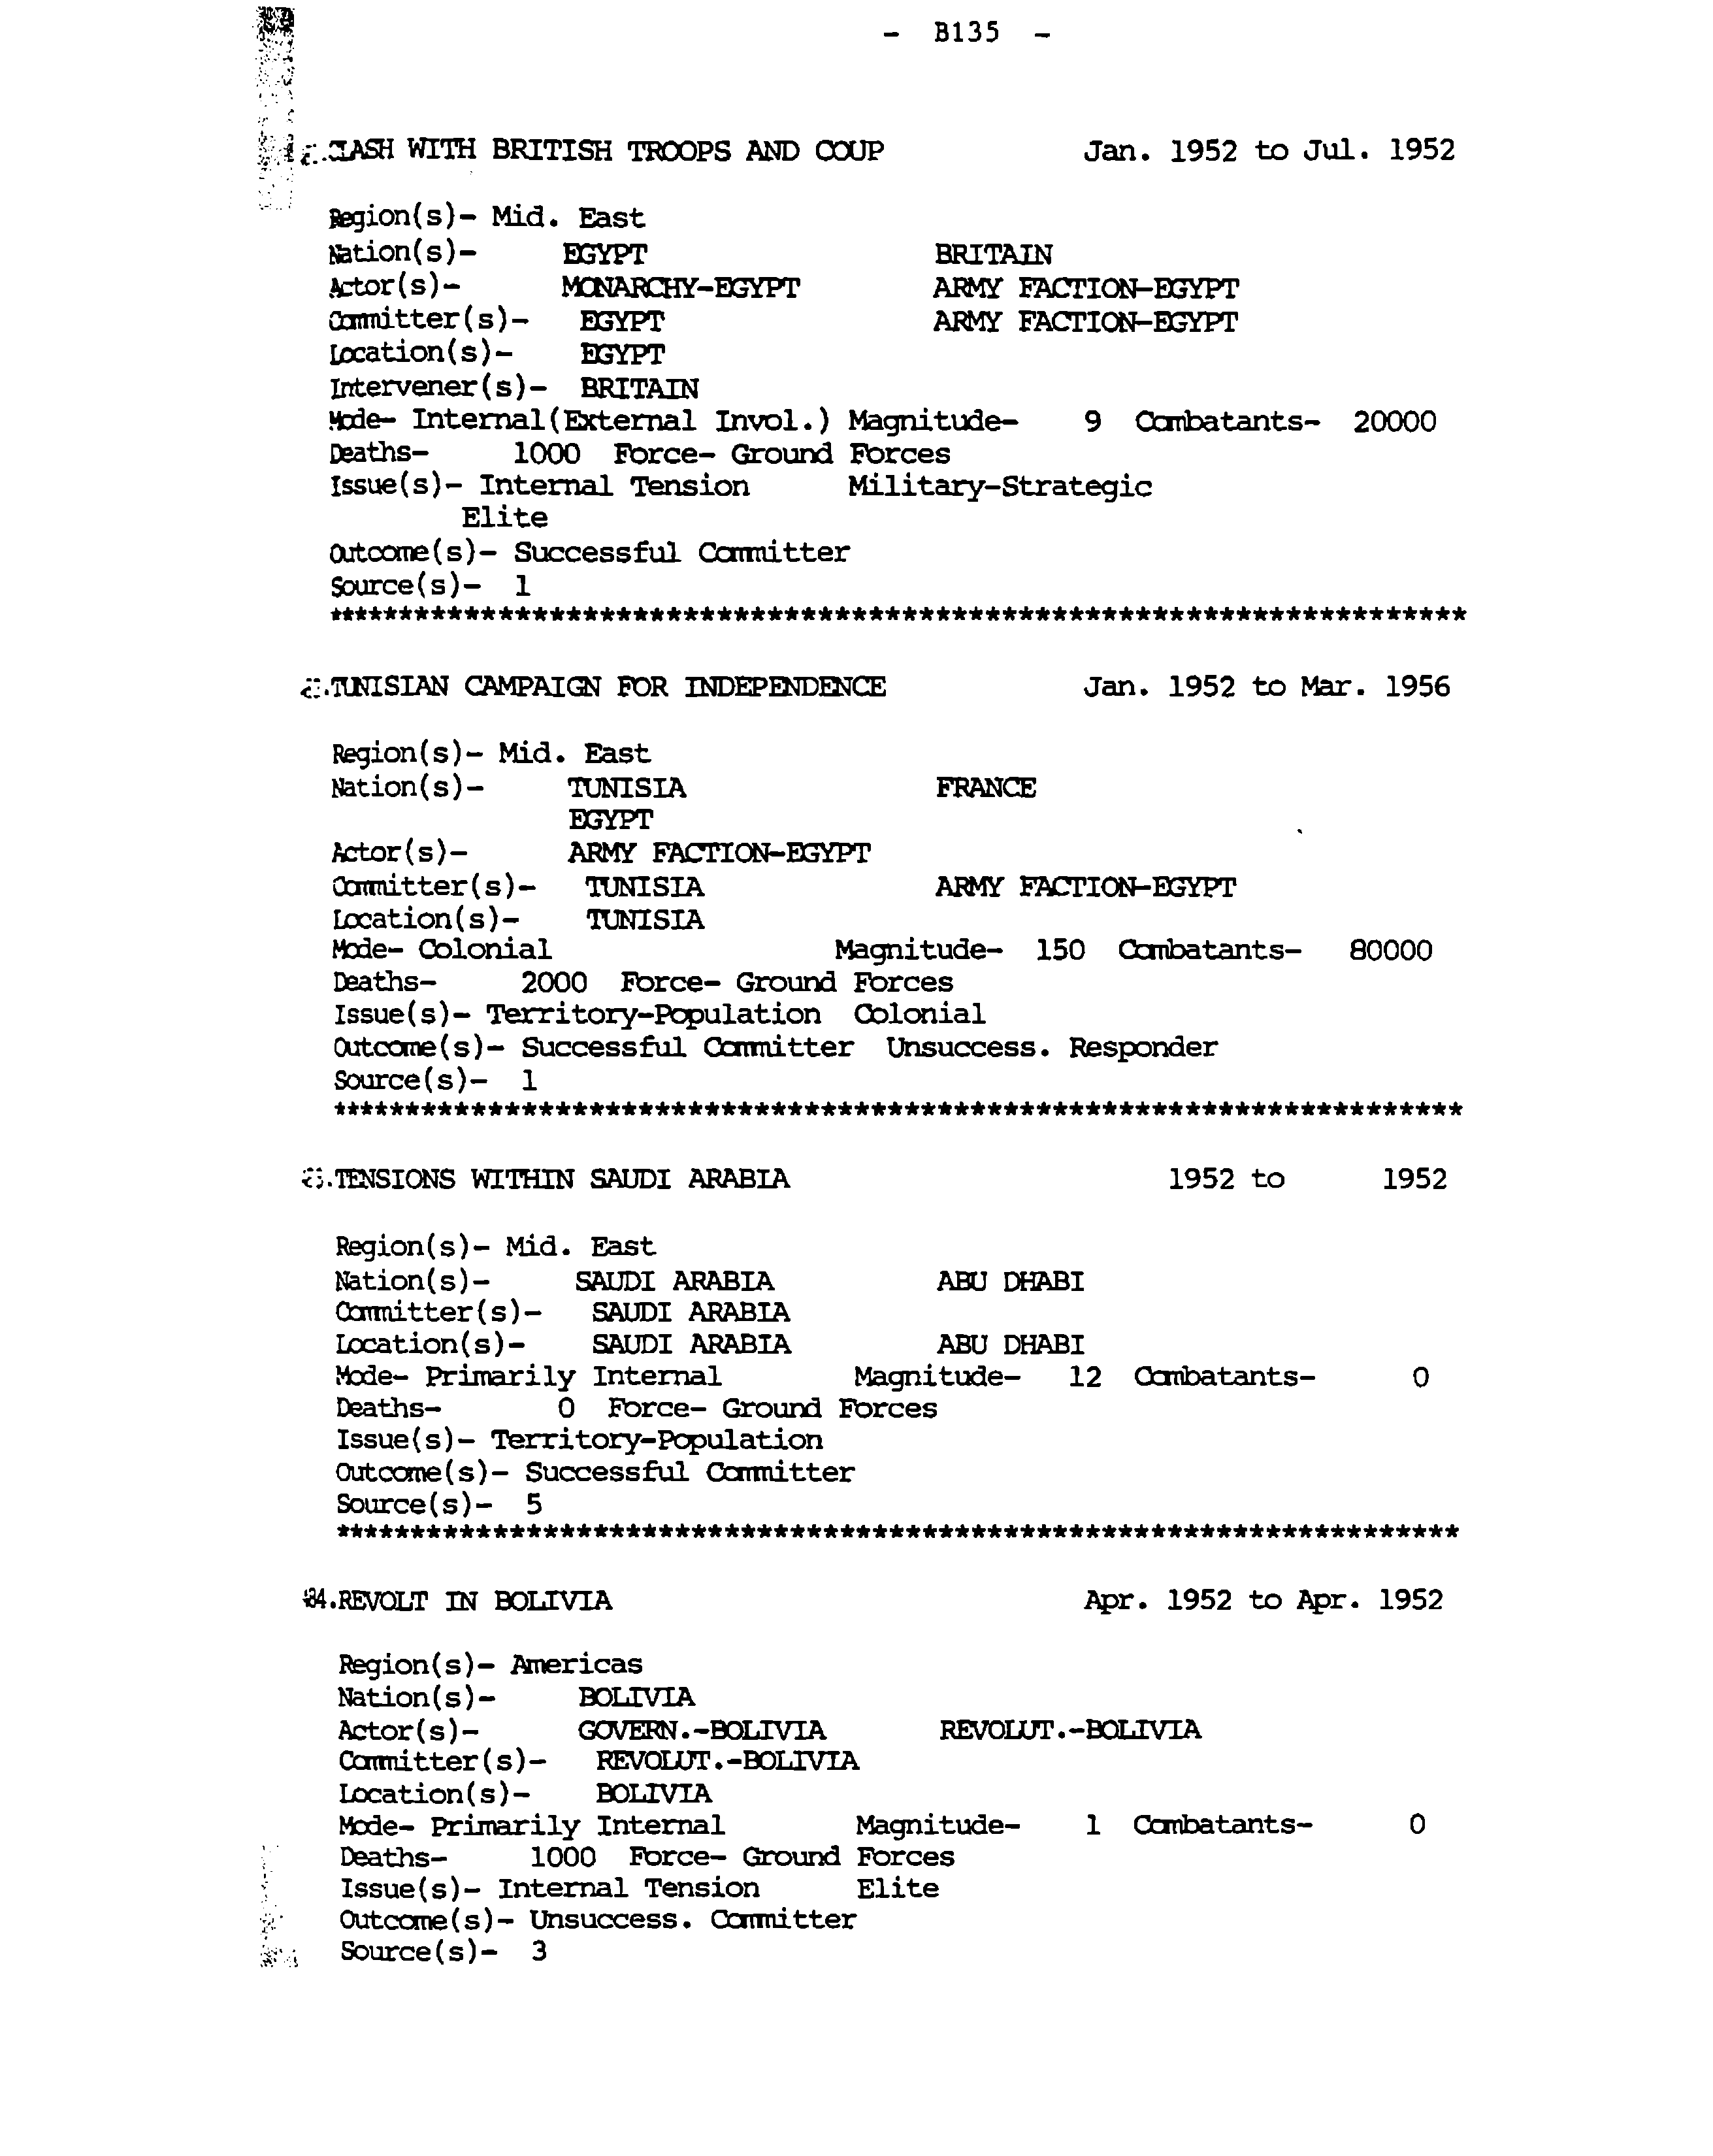 - B135 -
CLASH WITH BRITISH TROOPS AND COUP Jan. 1952 to Jul. 1952
Region(s)- Mid. East
Nation(s)- EGYPT BRITAIN
Actor(s)- MONARCHY-EGYPT ARMY FACTION-EGYPT
Committer(s)- EGYPT ARMY FACTION-EGYPT
Location(s)- EGYPT
Intervener(s)- BRITAIN
Mode- Internal(External Invol.) Magnitude- 9 Combatants- 20000
Deaths- 1000 Force- Ground Forces
Issue(s)- Internal Tension Military-Strategic
Elite
Outcome(s)- Successful Committer
Source(s)- 1
********************************************************************
TUNISIAN CAMPAIGN FOR INDEPENDENCE Jan. 1952 to Mar. 1956
Region(s)- Mid. East
Nation(s)- TUNISIA FRANCE
EGYPT
Actor(s)- ARMY FACTION-EGYPT
Committer(s)- TUNISIA ARMY FACTION-EGYPT
Location(s)- TUNISIA
Mode- Colonial Magnitude- 150 Combatants- 80000
Deaths- 2000 Force- Ground Forces
Issue(s)- Territory-Population Colonial
Outcome(s)- Successful Committer Unsuccess. Responder
Source(s)- 1
********************************************************************
TENSIONS WITHIN SAUDI ARABIA 1952 to 1952
Region(s)- Mid. East
Nation(s)- SAUDI ARABIA ABU DHABI
Committer(s)- SAUDI ARABIA
Location(s)- SAUDI ARABIA ABU DHABI
Mode- Primarily Internal Magnitude- 12 Combatants- 0
Deaths- 0 Force- Ground Forces
Issue(s)- Territory-Population
Outcome(s)- Successful Committer
Source(s)- 5
********************************************************************
REVOLT IN BOLIVIA Apr. 1952 to Apr. 1952
Region(s)- Americas
Nation(s)- BOLIVIA
Actor(s)- GOVERN.-BOLIVIA REVOLUT.-BOLIVIA
Committer(s)- REVOLUT.-BOLIVIA
Location(s)- BOLIVIA
Mode- Primarily Internal Magnitude- 1 Combatants- 0
Deaths- 1000 Force- Ground Forces
Issue(s)- Internal Tension Elite
Outcome(s)- Unsuccess. Committer
Source(s)- 3